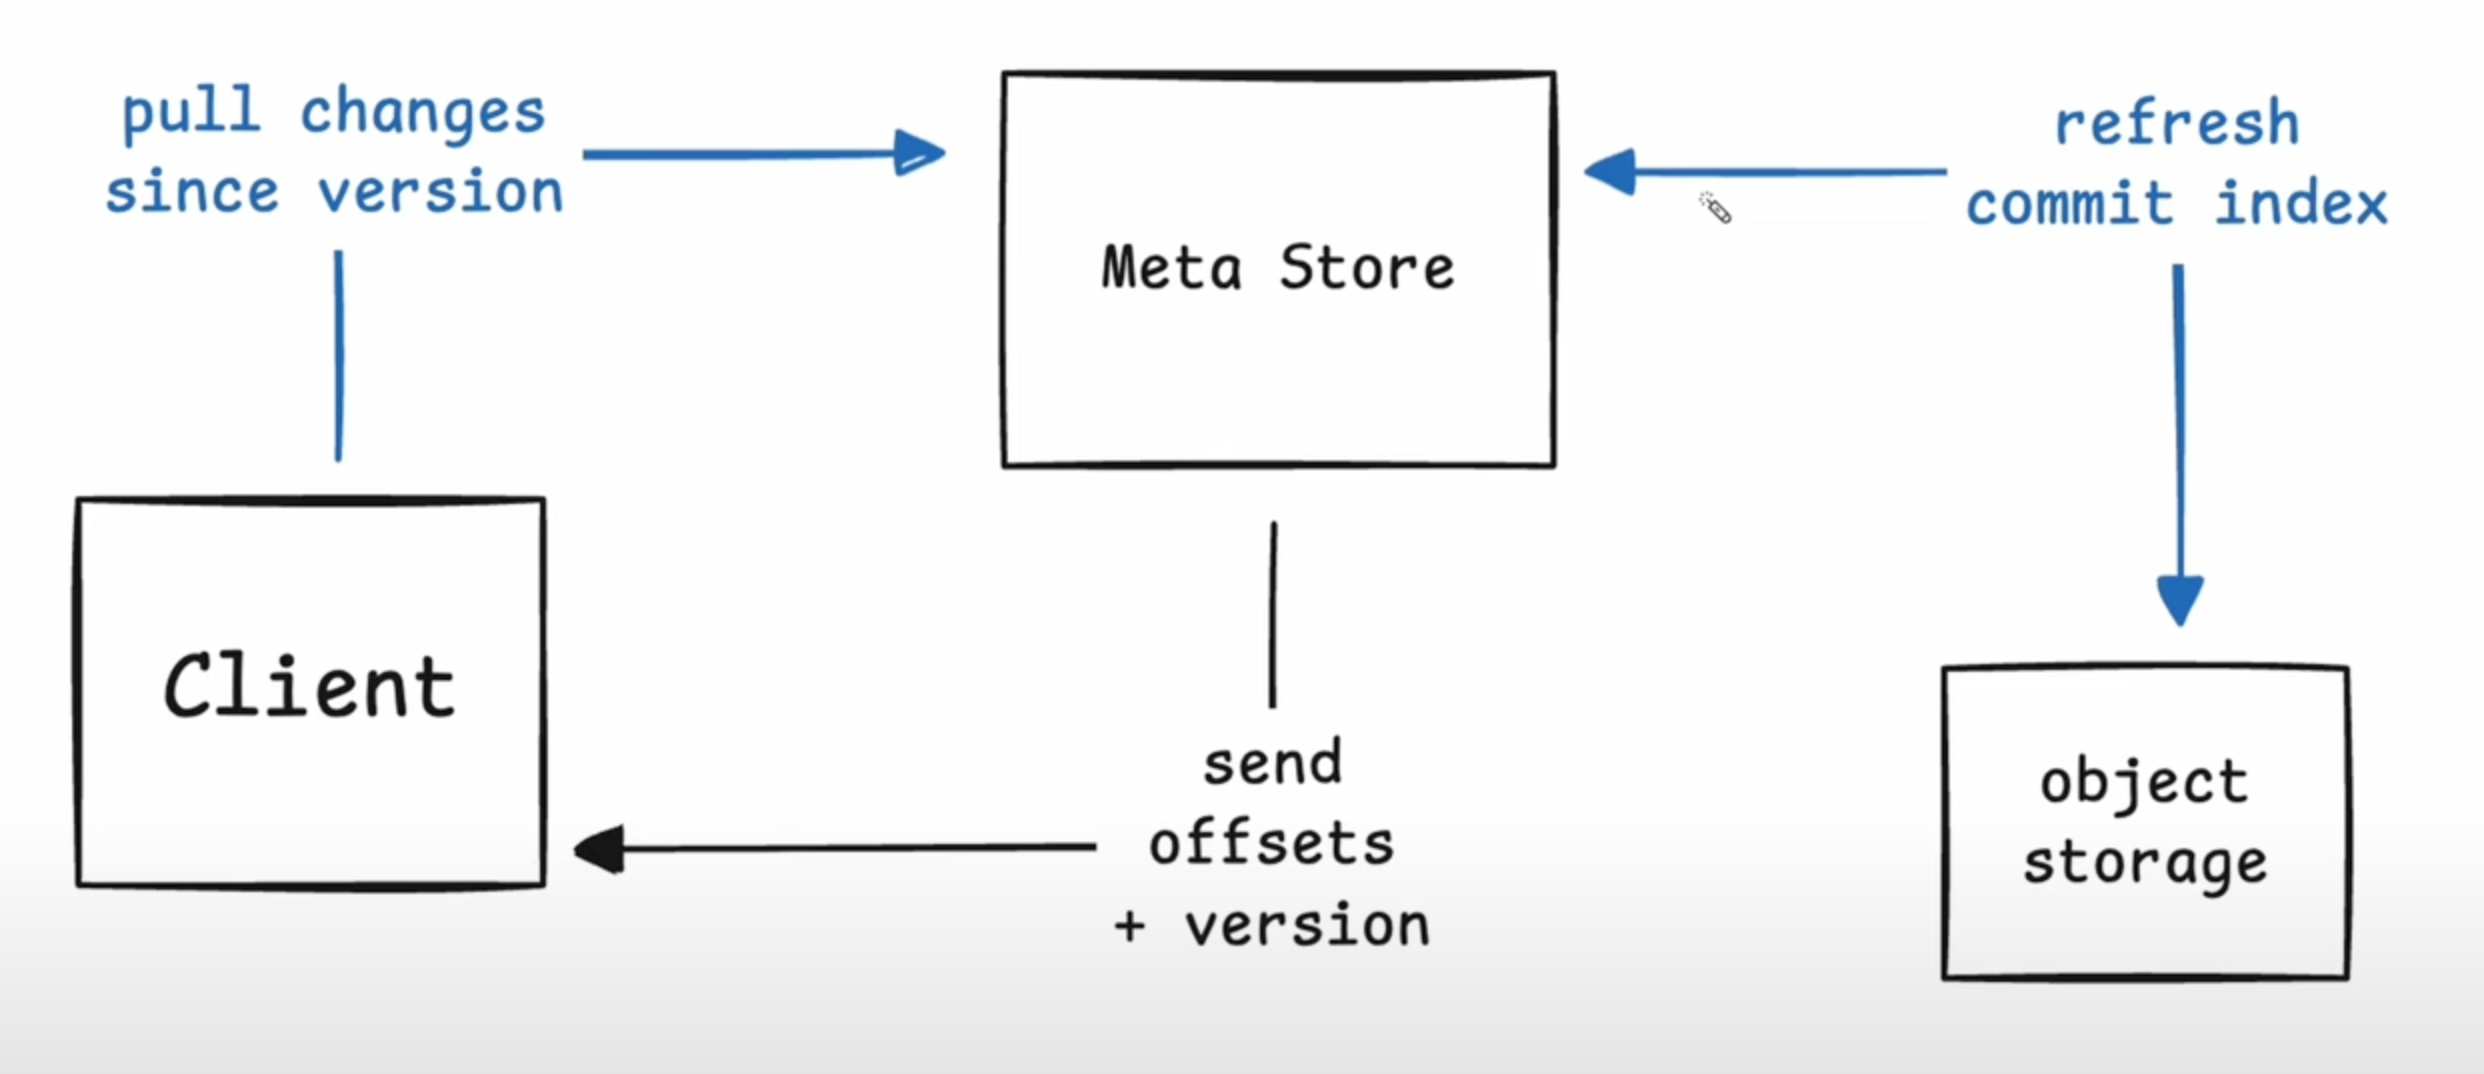 pull changes
since version
Meta Store
refresh
commit index
Client
send
offsets
+ version
object
storage